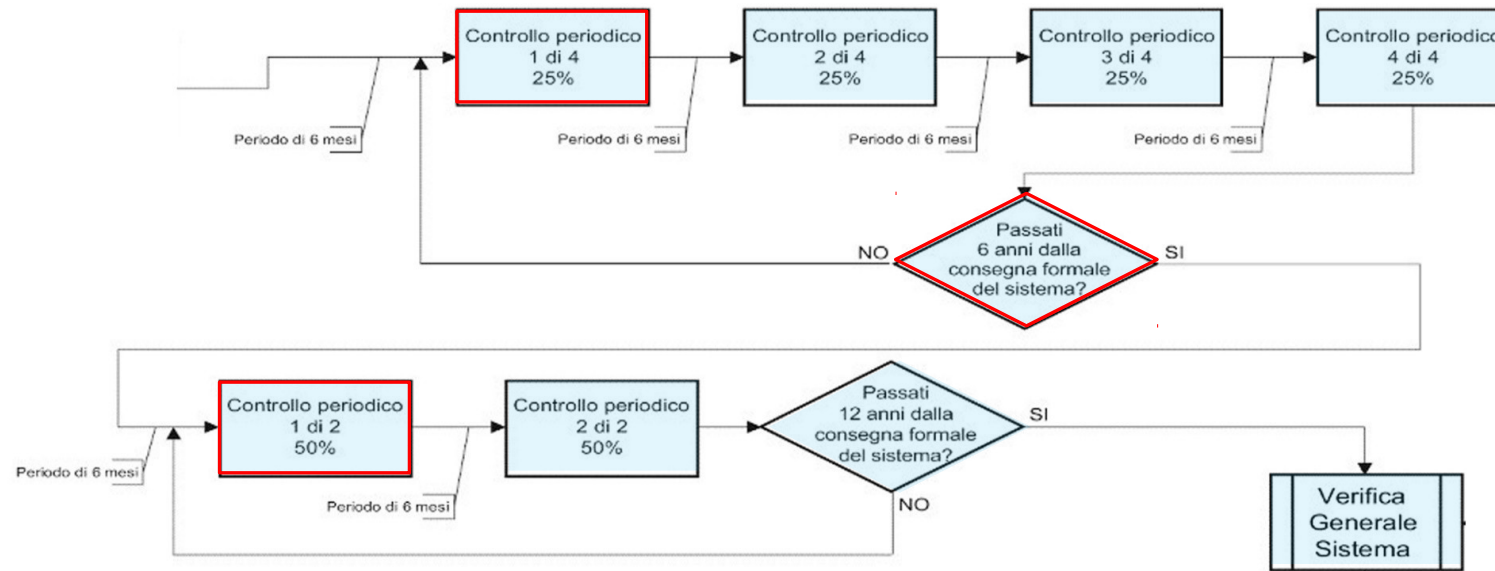 Controllo periodico
1 di 4
25%
Controllo periodico
2 di 4
25%
Controllo periodico
3 di 4
25%
Controllo periodico
4 di 4
25%
Periodo di 6 mesi
Periodo di 6 mesi
Periodo di 6 mesi
Periodo di 6 mesi
Passati
6 anni dalla
consegna formale
del sistema?
NO
SI
Controllo periodico
1 di 2
50%
Controllo periodico
2 di 2
50%
Passati
12 anni dalla
consegna formale
del sistema?
SI
NO
Periodo di 6 mesi
Periodo di 6 mesi
Verifica
Generale
Sistema